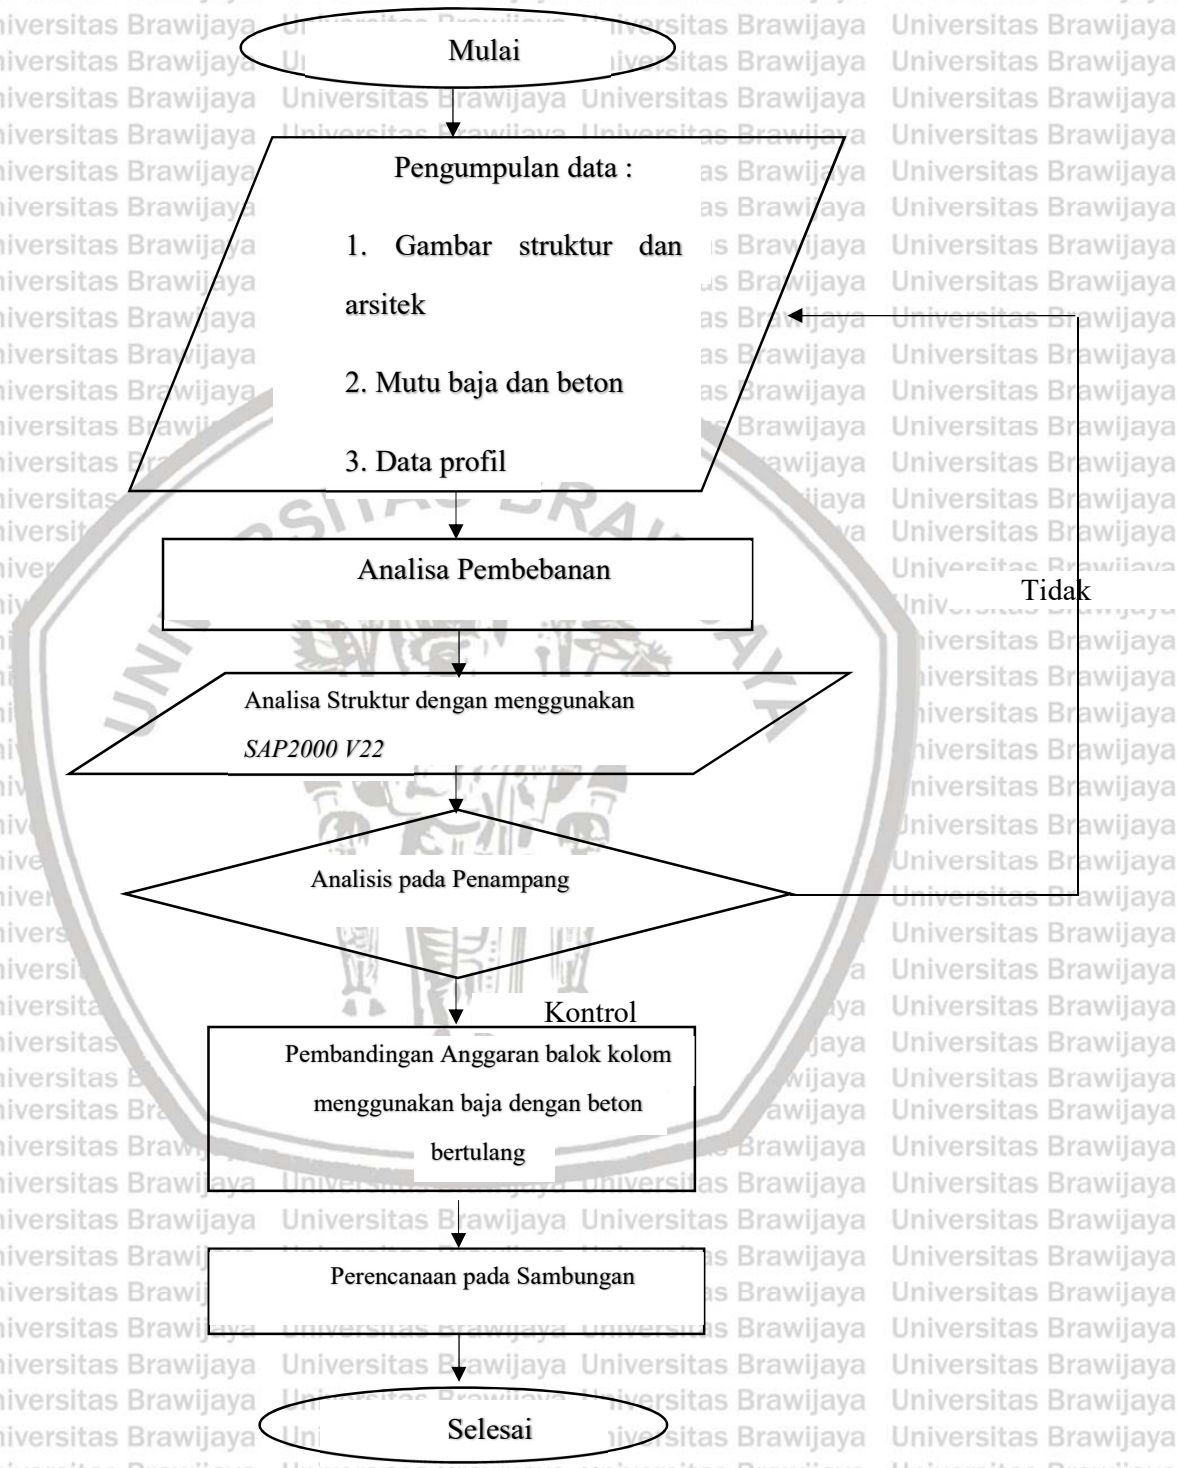 Mulai
Pengumpulan data :
1. Gambar struktur dan
arsitek
2. Mutu baja dan beton
3. Data profil
Analisa Pembebanan
Tidak
Analisa Struktur dengan menggunakan
SAP2000 V22
Analisis pada Penampang
Kontrol
Pembandingan Anggaran balok kolom
menggunakan baja dengan beton
bertulang
Perencanaan pada Sambungan
Selesai